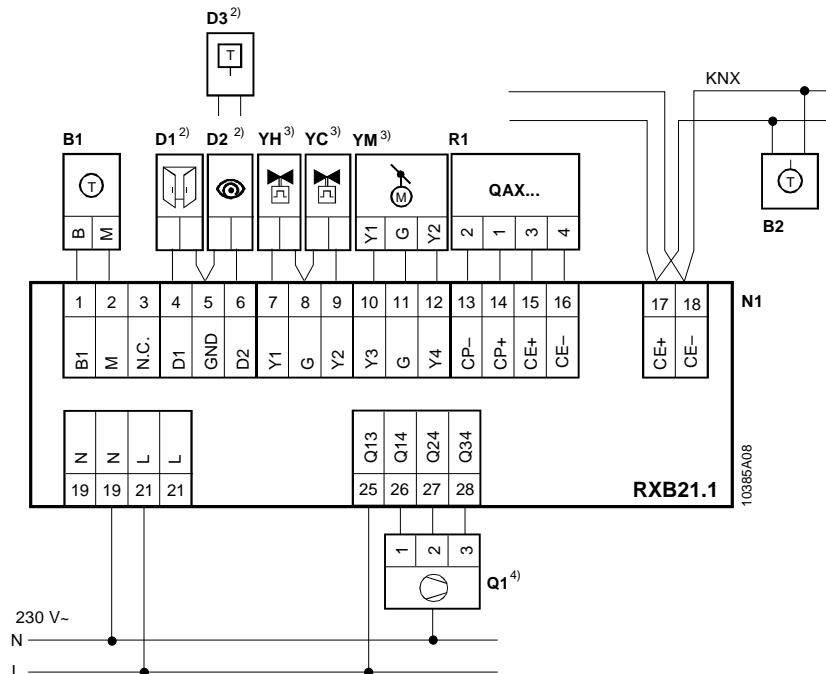 D3 2)
T
KNX
B1 D1 2) D2 2) YH 3) YC 3) YM 3) R1
T M QAX... T
B M Y1 G Y2 2 1 3 4 B2
1 2 3 4 5 6 7 8 9 10 11 12 13 14 15 16 17 18 N1
B1 M N.C. D1 GND D2 Y1 G Y2 Y3 G Y4 CP– CP+ CE+ CE– CE+ CE–
N N L L Q13 Q14 Q24 Q34
19 19 21 21 25 26 27 28 RXB21.1
10385A08
1 2 3
Q1 4)
230 V~
N
L